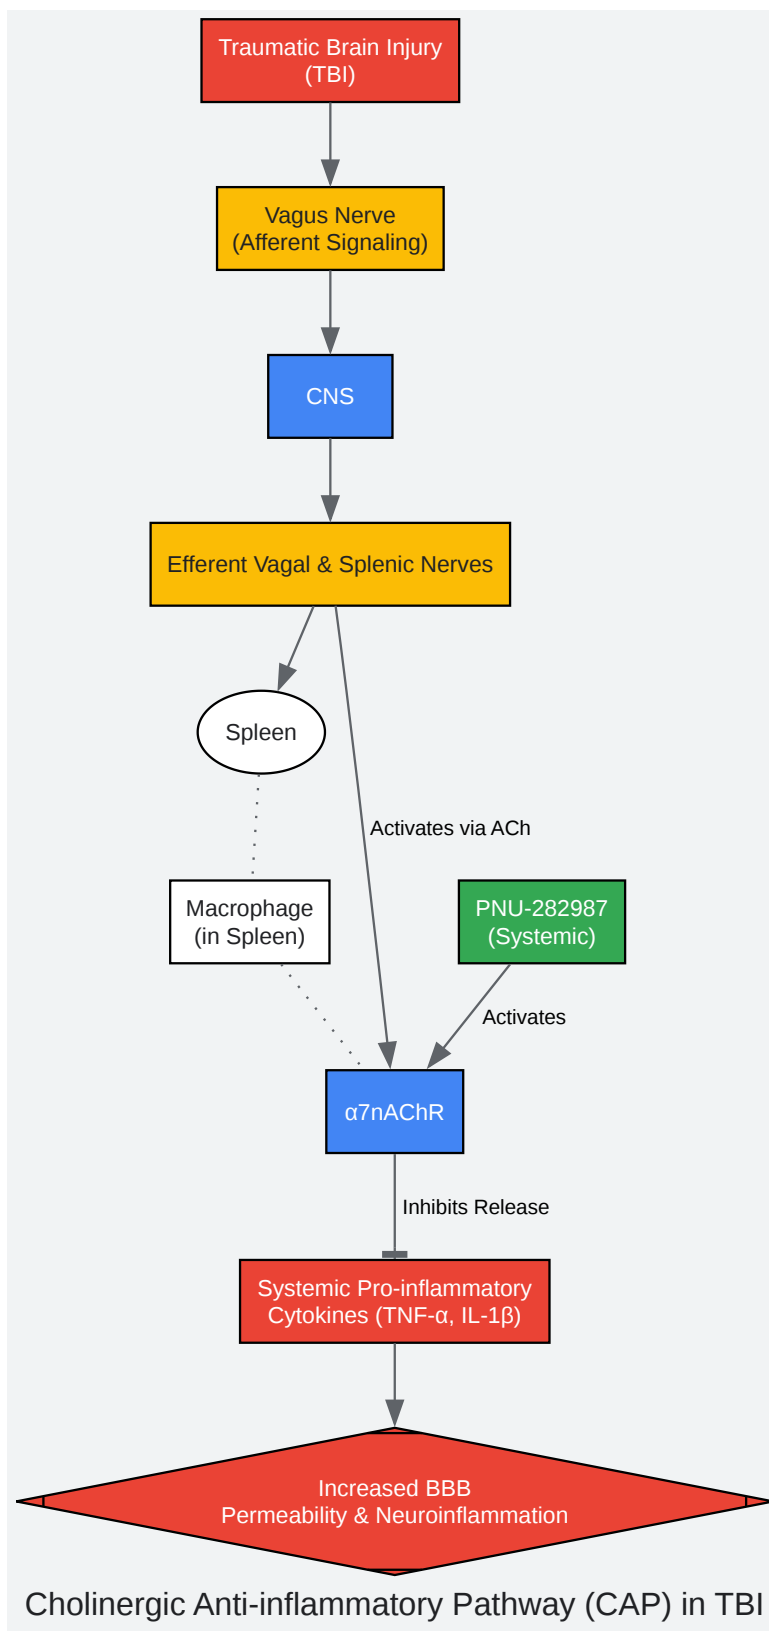 Traumatic Brain Injury
(TBI)
Vagus Nerve
(Afferent Signaling)
CNS
Efferent Vagal & Splenic Nerves
Spleen
Activates via ACh
Macrophage
(in Spleen)
PNU-282987
(Systemic)
Activates
α7nAChR
Inhibits Release
Systemic Pro-inflammatory
Cytokines (TNF-α, IL-1β)
Increased BBB
Permeability & Neuroinflammation
Cholinergic Anti-inflammatory Pathway (CAP) in TBI